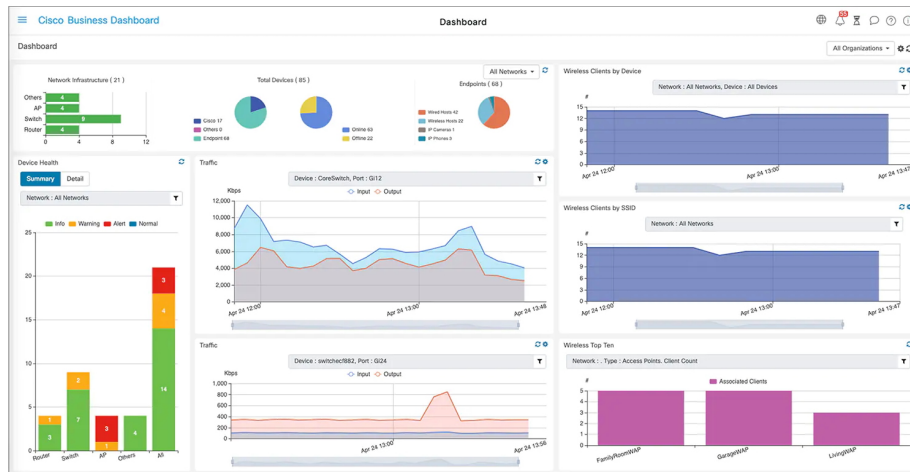 Cisco Business Dashboard
Dashboard
55
Dashboard
All Organizations
Network Infrastructure ( 21 )
Others
AP
Switch
Router
4
4
9
4
0
4
8
12
Total Devices ( 85 )
Cisco 17
Others 0
Endpoint 68
Online 63
Offline 22
All Networks
Endpoints ( 68 )
Wired Hosts 42
Wireless Hosts 22
IP Cameras 1
IP Phones 3
Wireless Clients by Device
Network : All Networks, Device : All Devices
#
15
12
9
6
3
0
Apr 24 12:00
Apr 24 13:00
Apr 24 13:47
Device Health
Summary
Detail
Network : All Networks
Info
Warning
Alert
Normal
25
20
15
10
5
0
1
3
2
7
3
1
4
3
4
14
Router
Switch
AP
Others
All
Traffic
Device : CoreSwitch, Port : Gi12
Input
Output
Kbps
12,000
10,000
8,000
6,000
4,000
2,000
0
Apr 24 12:00
Apr 24 13:00
Apr 24 13:46
Wireless Clients by SSID
Network : All Networks
#
15
12
9
6
3
0
Apr 24 12:00
Apr 24 13:00
Apr 24 13:47
Traffic
Device : switchecf882, Port : Gi24
Input
Output
Kbps
1,000
800
600
400
200
0
Apr 24 13:00
Apr 24 13:56
Wireless Top Ten
Network : . Type : Access Points. Client Count
Associated Clients
#
5
4
3
2
1
0
FamilyRoomWAP
GarageWAP
LivingWAP